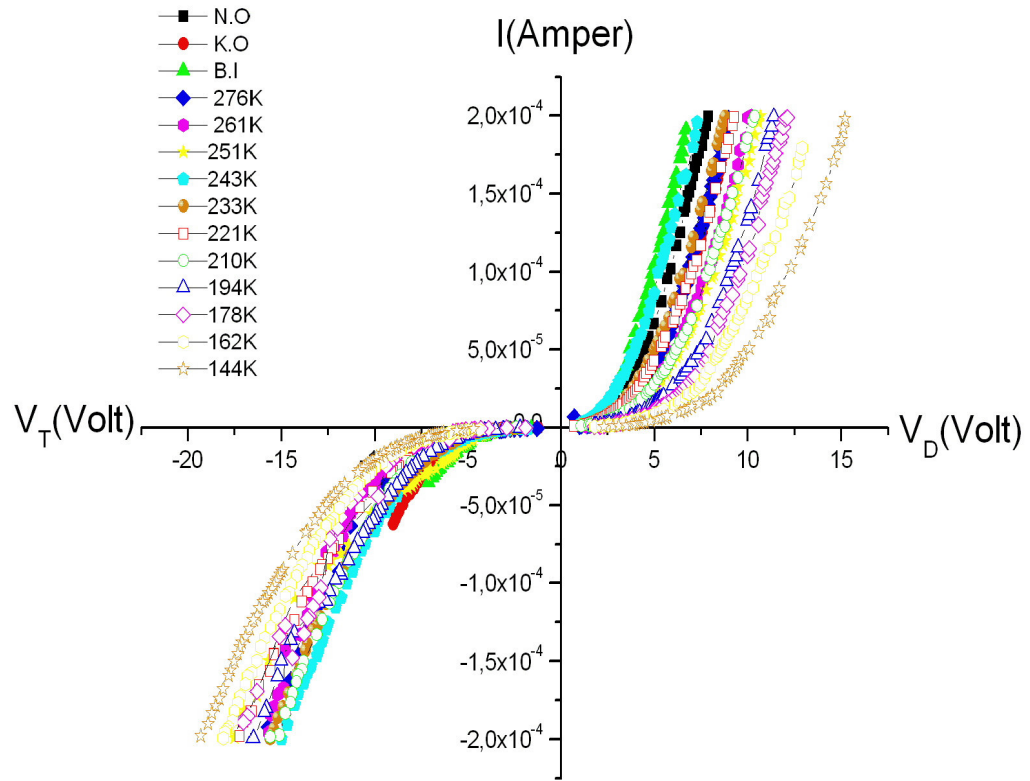 N.O
K.O
B.I
276K
261K
251K
243K
233K
221K
210K
194K
178K
162K
144K
I(Amper)
2,0x10-4
1,5x10-4
1,0x10-4
5,0x10-5
0,0
VT(Volt)
VD(Volt)
-20 -15 -10 -5 0 5 10 15
-5,0x10-5
-1,0x10-4
-1,5x10-4
-2,0x10-4